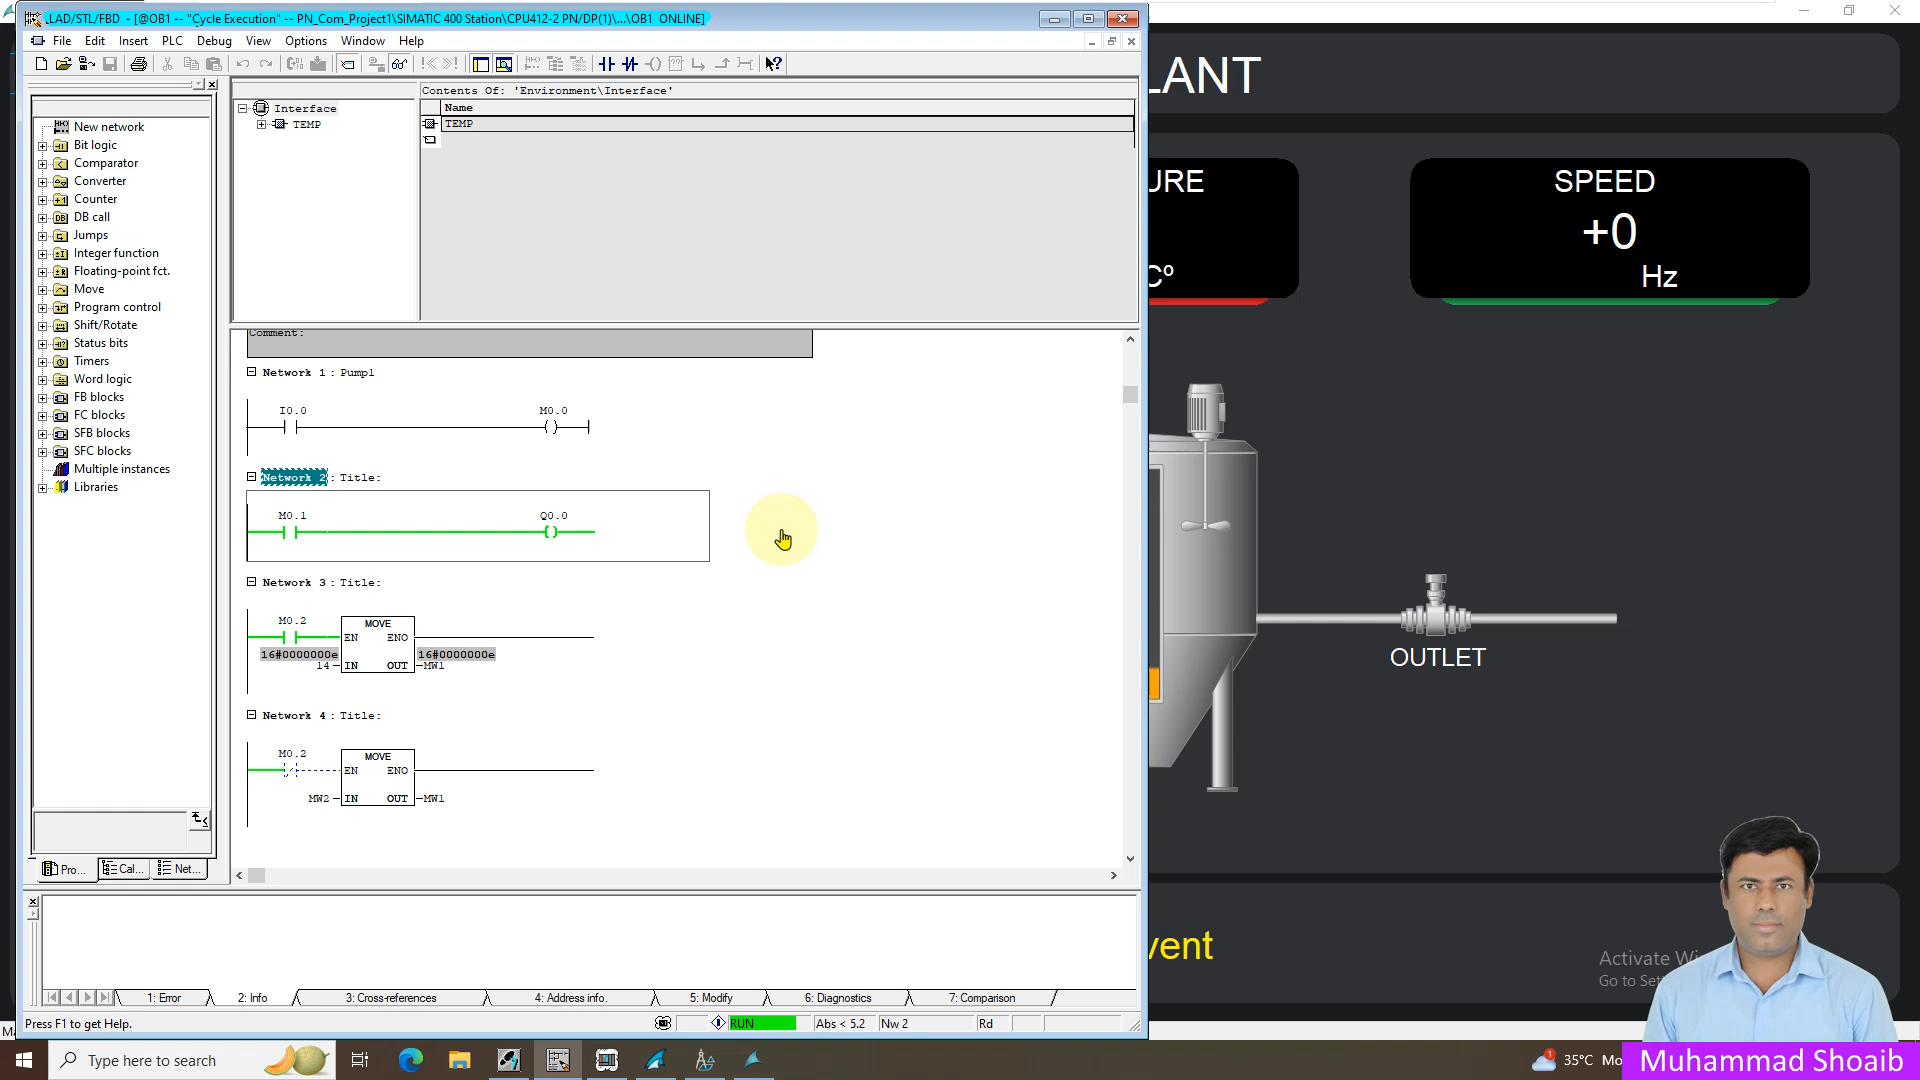 LAD/STL/FBD - [@OB1 -- "Cycle Execution" -- PN_Com_Project1\SIMATIC 400 Station\CPU412-2 PN/DP(1)\...\OB1 ONLINE]
File Edit Insert PLC Debug View Options Window Help
Contents Of: 'Environment\Interface'
Interface
TEMP
Name
TEMP
New network
Bit logic
Comparator
Converter
Counter
DB call
Jumps
Integer function
Floating-point fct.
Move
Program control
Shift/Rotate
Status bits
Timers
Word logic
FB blocks
FC blocks
SFB blocks
SFC blocks
Multiple instances
Libraries
Pro... Cal... Net...
Comment:
Network 1 : Pump1
I0.0 M0.0
Network 2 : Title:
M0.1 Q0.0
Network 3 : Title:
M0.2 MOVE
EN ENO
16#0000000e 16#0000000e
14 IN OUT MW1
Network 4 : Title:
M0.2 MOVE
EN ENO
MW2 IN OUT MW1
1: Error 2: Info 3: Cross-references 4: Address info. 5: Modify 6: Diagnostics 7: Comparison
Press F1 to get Help. RUN Abs < 5.2 Nw 2 Rd
LANT
URE
Cº
SPEED
+0
Hz
OUTLET
vent
Activate Wi
Go to Set
Type here to search
35°C
Muhammad Shoaib